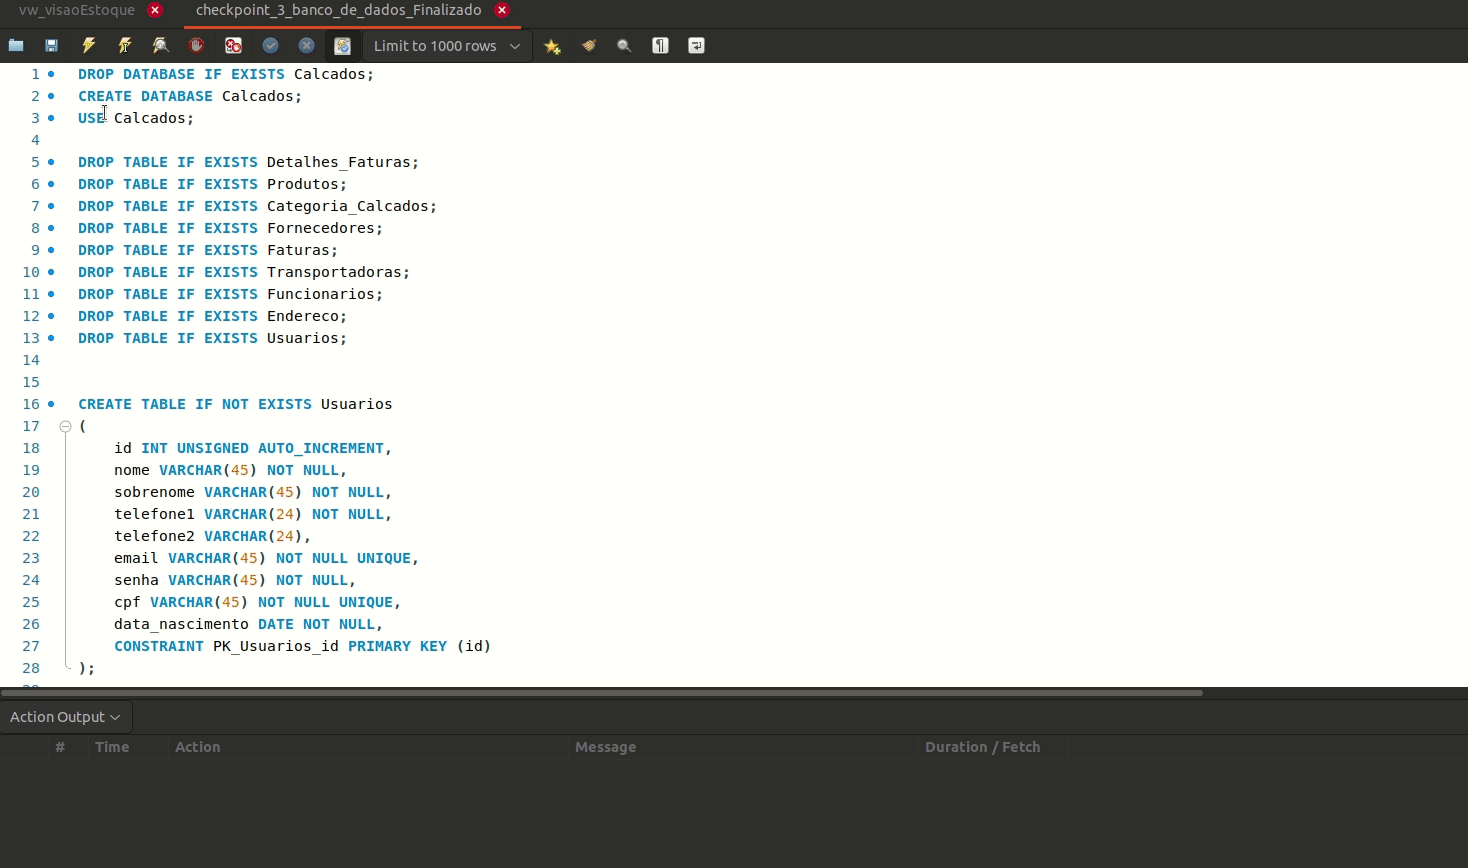 vw_visaoEstoque checkpoint_3_banco_de_dados_Finalizado
Limit to 1000 rows
1 DROP DATABASE IF EXISTS Calcados;
2 CREATE DATABASE Calcados;
3 USE Calcados;
4
5 DROP TABLE IF EXISTS Detalhes_Faturas;
6 DROP TABLE IF EXISTS Produtos;
7 DROP TABLE IF EXISTS Categoria_Calcados;
8 DROP TABLE IF EXISTS Fornecedores;
9 DROP TABLE IF EXISTS Faturas;
10 DROP TABLE IF EXISTS Transportadoras;
11 DROP TABLE IF EXISTS Funcionarios;
12 DROP TABLE IF EXISTS Endereco;
13 DROP TABLE IF EXISTS Usuarios;
14
15
16 CREATE TABLE IF NOT EXISTS Usuarios
17 (
18 id INT UNSIGNED AUTO_INCREMENT,
19 nome VARCHAR(45) NOT NULL,
20 sobrenome VARCHAR(45) NOT NULL,
21 telefone1 VARCHAR(24) NOT NULL,
22 telefone2 VARCHAR(24),
23 email VARCHAR(45) NOT NULL UNIQUE,
24 senha VARCHAR(45) NOT NULL,
25 cpf VARCHAR(45) NOT NULL UNIQUE,
26 data_nascimento DATE NOT NULL,
27 CONSTRAINT PK_Usuarios_id PRIMARY KEY (id)
28 );
Action Output
# Time Action Message Duration / Fetch